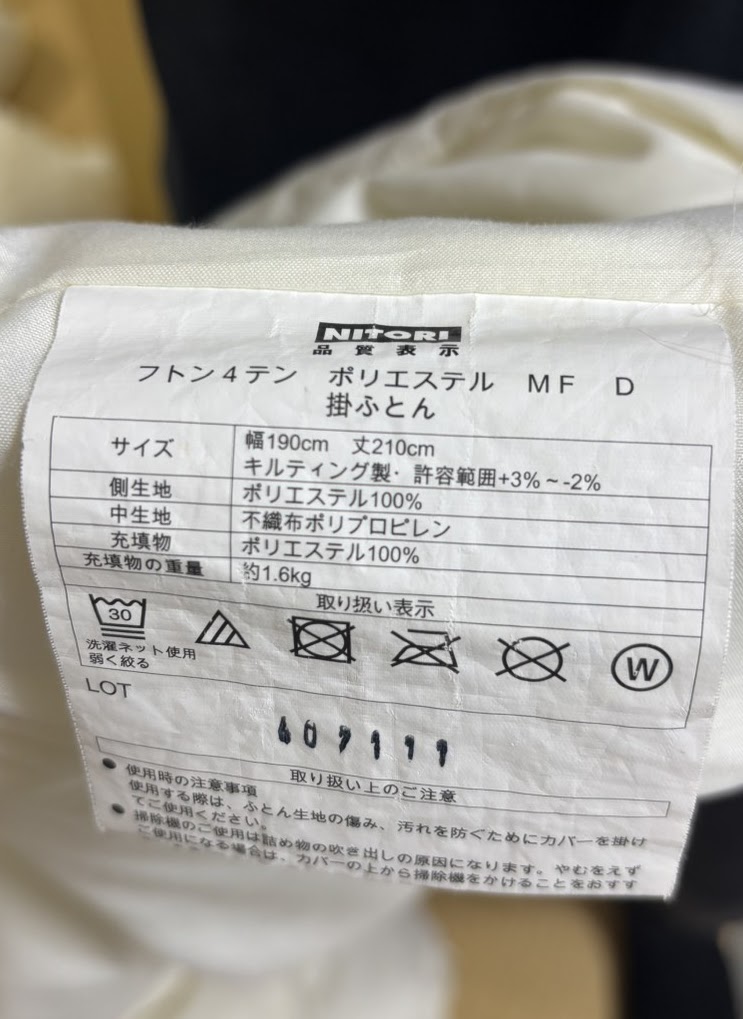 NITORI
品質表示
フトン4テン ポリエステル MF D
掛ふとん
サイズ 幅190cm 丈210cm
キルティング製・許容範囲+3%～-2%
側生地 ポリエステル100%
中生地 不織布ポリプロピレン
充填物 ポリエステル100%
充填物の重量 約1.6kg
取り扱い表示
30
W
洗濯ネット使用
弱く絞る
LOT
取り扱い上のご注意
●使用時の注意事項
使用する際は、ふとん生地の傷み、汚れを防ぐためにカバーを掛け
てご使用ください。
●掃除機のご使用は詰め物の吹き出しの原因になります。やむをえず
ご使用になる場合は、カバーの上から掃除機をかけることをおすす